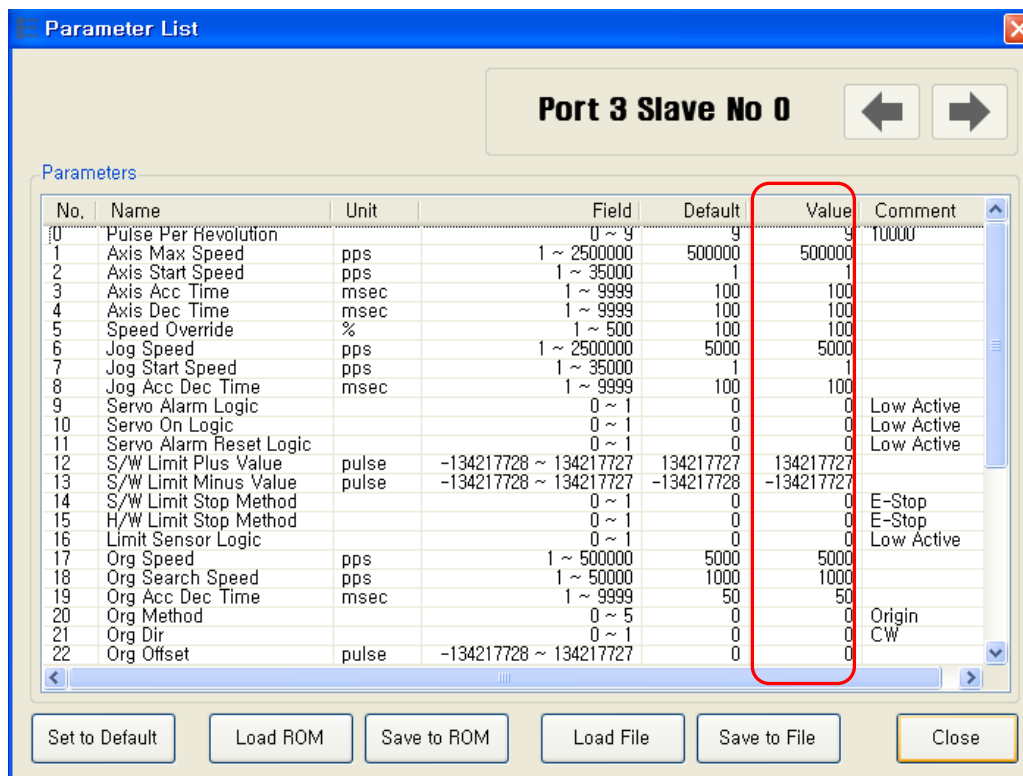 Parameter List
Port 3 Slave No 0
Parameters
No. Name Unit Field Default Value Comment
0 Pulse Per Revolution 0 ~ 9 9 9 10000
1 Axis Max Speed pps 1 ~ 2500000 500000 500000
2 Axis Start Speed pps 1 ~ 35000 1 1
3 Axis Acc Time msec 1 ~ 9999 100 100
4 Axis Dec Time msec 1 ~ 9999 100 100
5 Speed Override % 1 ~ 500 100 100
6 Jog Speed pps 1 ~ 2500000 5000 5000
7 Jog Start Speed pps 1 ~ 35000 1 1
8 Jog Acc Dec Time msec 1 ~ 9999 100 100
9 Servo Alarm Logic 0 ~ 1 0 0 Low Active
10 Servo On Logic 0 ~ 1 0 0 Low Active
11 Servo Alarm Reset Logic 0 ~ 1 0 0 Low Active
12 S/W Limit Plus Value pulse -134217728 ~ 134217727 134217727 134217727
13 S/W Limit Minus Value pulse -134217728 ~ 134217727 -134217728 -134217727
14 S/W Limit Stop Method 0 ~ 1 0 0 E-Stop
15 H/W Limit Stop Method 0 ~ 1 0 0 E-Stop
16 Limit Sensor Logic 0 ~ 1 0 0 Low Active
17 Org Speed pps 1 ~ 500000 5000 5000
18 Org Search Speed pps 1 ~ 50000 1000 1000
19 Org Acc Dec Time msec 1 ~ 9999 50 50
20 Org Method 0 ~ 5 0 0 Origin
21 Org Dir 0 ~ 1 0 0 CW
22 Org Offset pulse -134217728 ~ 134217727 0 0
Set to Default Load ROM Save to ROM Load File Save to File Close